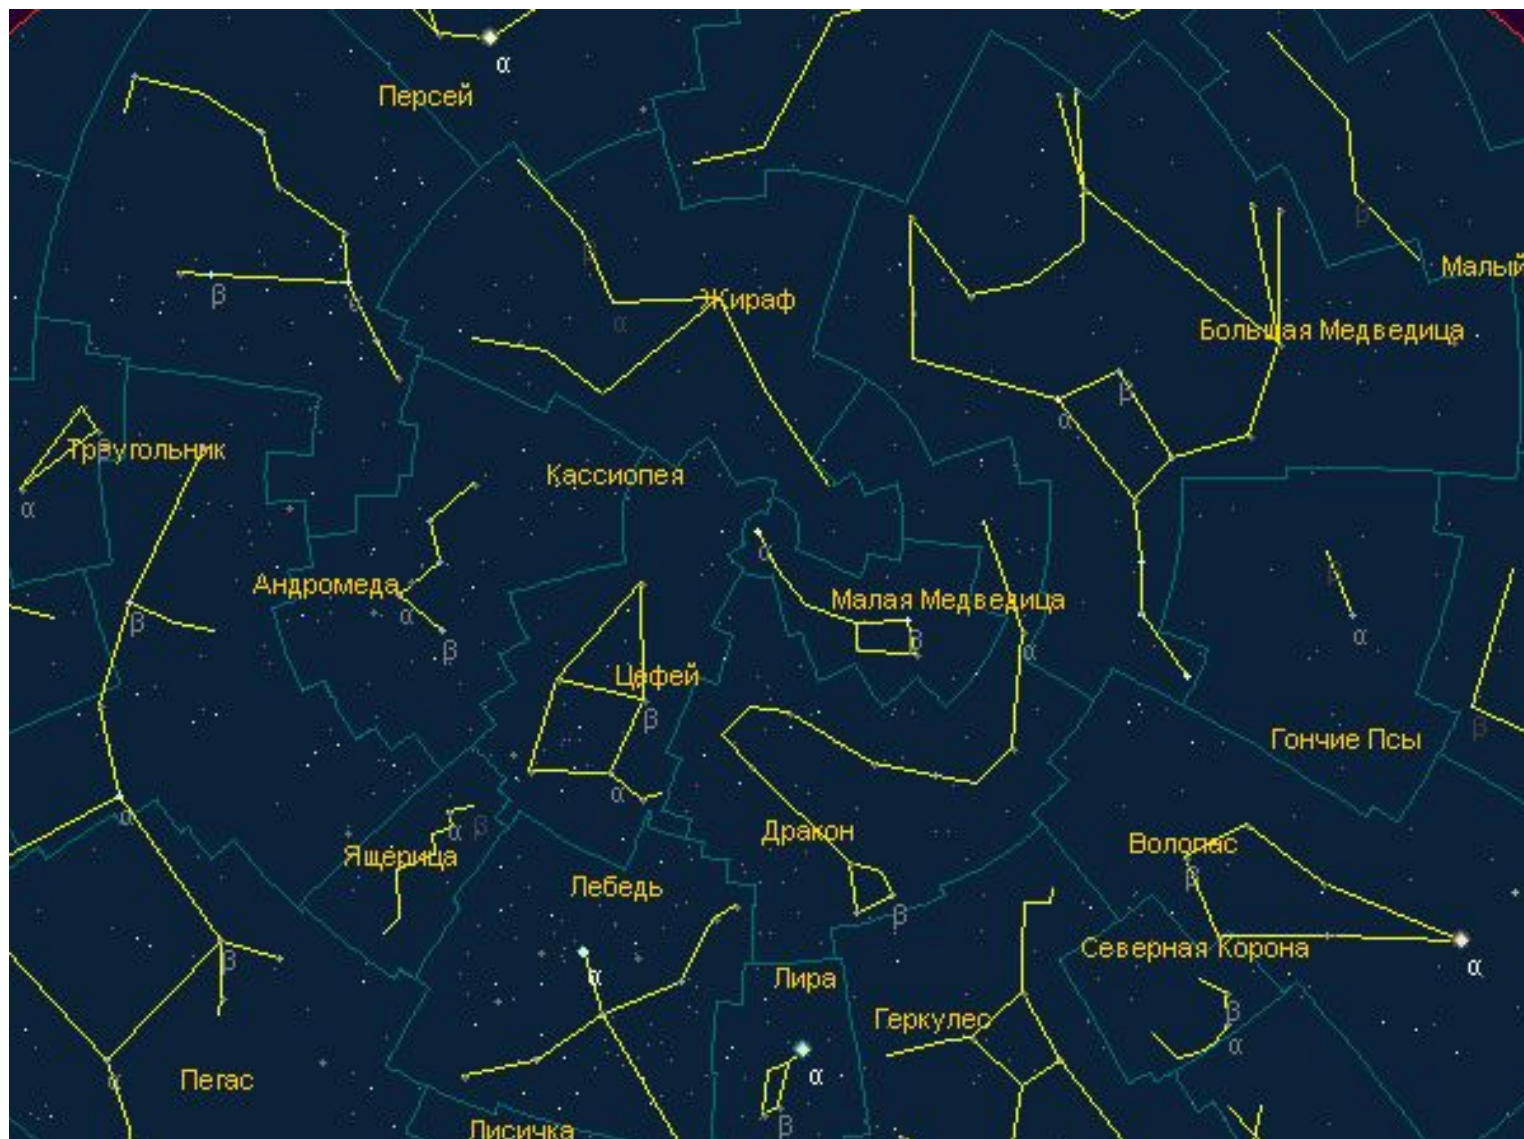 α
Персей
β
α
β
Малый
β
α
Жираф
Большая Медведица
β
α
Треугольник
β
α
Кассиопея
α
Андромеда
α
β
Малая Медведица
β
α
β
α
β
Цефей
β
α
β
Гончие Псы
α
α
β
Дракон
Волопас
Ящерица
β
Лебедь
β
Северная Корона
β
α
α
Лира
β
Геркулес
α
α
Пегас
α
β
Лисичка